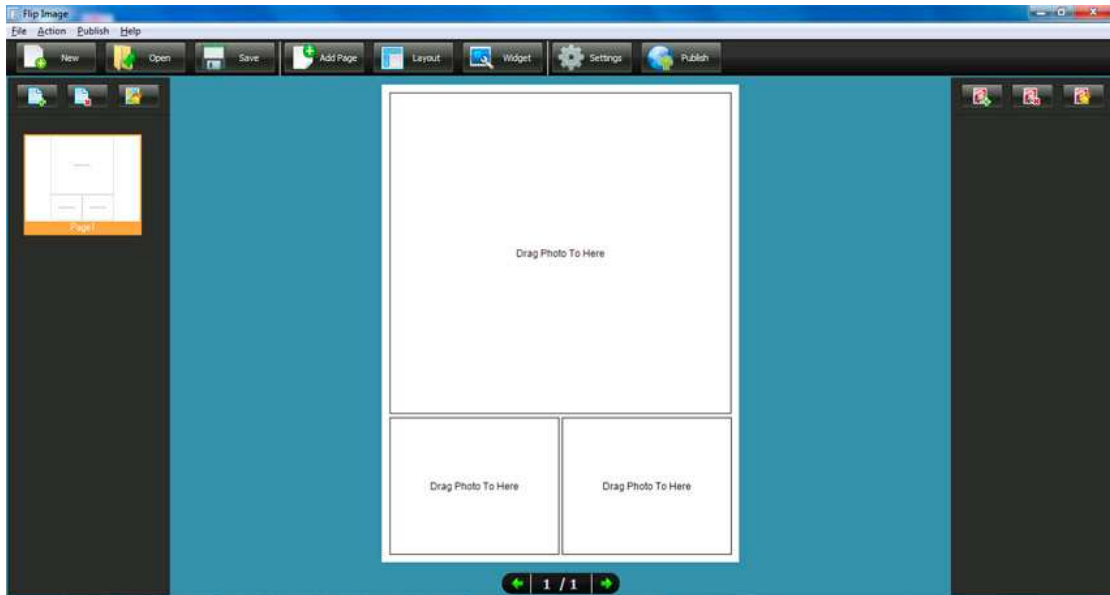 Flip Image
File Action Publish Help
New Open Save Add Page Layout Widget Settings Publish
Page1
Drag Photo To Here
Drag Photo To Here Drag Photo To Here
1 / 1